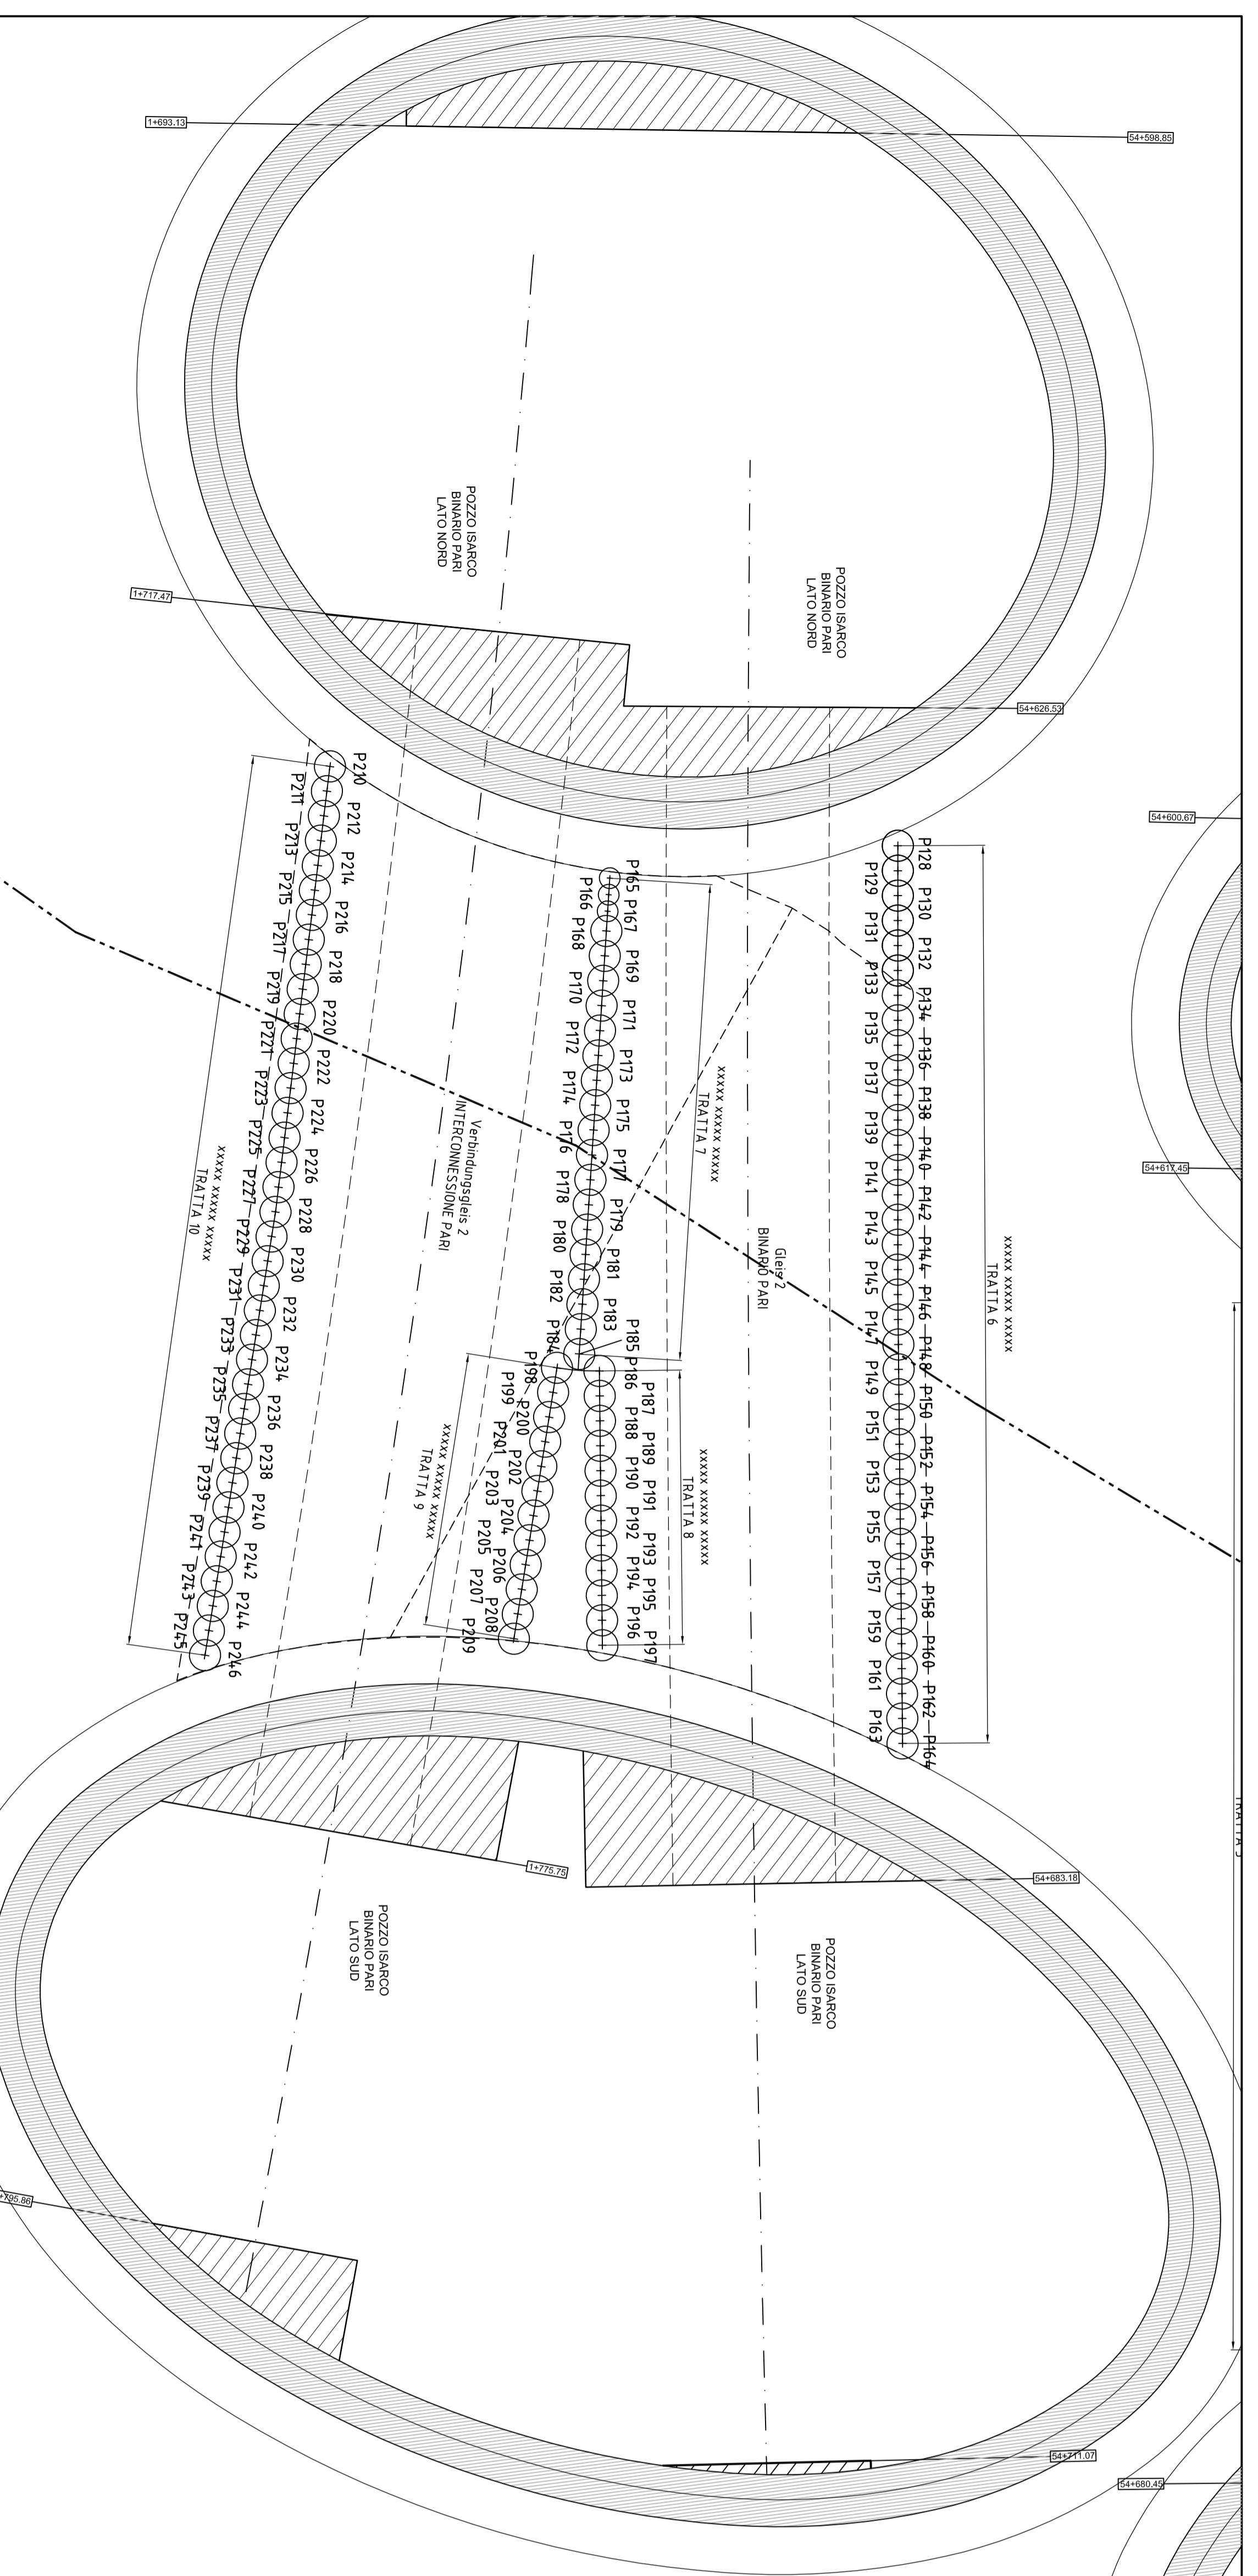 1+693.13
54+598.85
POZZO ISARCO
BINARIO PARI
LATO NORD
POZZO ISARCO
BINARIO PARI
LATO NORD
1+717.47
54+626.53
54+600.67
54+617.45
P128
P129
P130
P131
P132
P133
P134
P135
P136
P137
P138
P139
P140
P141
P142
P143
P144
P145
P146
P147
P148
P149
P150
P151
P152
P153
P154
P155
P156
P157
P158
P159
P160
P161
P162
P163
P164
xxxxx xxxxx xxxxx
TRATTA 6
P165
P166
P167
P168
P169
P170
P171
P172
P173
P174
P175
P176
P177
P178
P179
P180
P181
P182
P183
P184
P185
xxxxx xxxxx xxxxx
TRATTA 7
P186
P187
P188
P189
P190
P191
P192
P193
P194
P195
P196
P197
xxxxx xxxxx xxxxx
TRATTA 8
P198
P199
P200
P201
P202
P203
P204
P205
P206
P207
P208
P209
xxxxx xxxxx xxxxx
TRATTA 9
P210
P211
P212
P213
P214
P215
P216
P217
P218
P219
P220
P221
P222
P223
P224
P225
P226
P227
P228
P229
P230
P231
P232
P233
P234
P235
P236
P237
P238
P239
P240
P241
P242
P243
P244
P245
P246
xxxxx xxxxx xxxxx
TRATTA 10
Verbindungsgleis 2
INTERCONNESSIONE PARI
Gleis 2
BINARIO PARI
1+775.75
54+683.18
POZZO ISARCO
BINARIO PARI
LATO SUD
POZZO ISARCO
BINARIO PARI
LATO SUD
+795.86
54+711.07
54+680.45